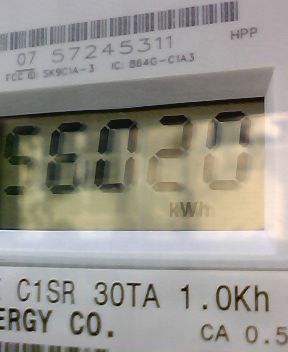 HPP
07 57245311
FCC ID: SK9C1A-3 IC: 864G-C1A3
56020
kWh
C1SR 30TA 1.0Kh
ERGY CO. CA 0.5